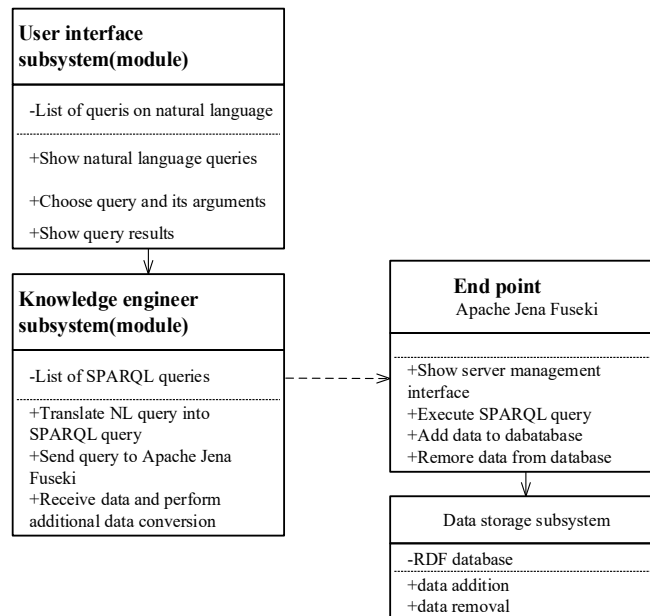 User interface
subsystem(module)
-List of queris on natural language
+Show natural language queries
+Choose query and its arguments
+Show query results
Knowledge engineer
subsystem(module)
-List of SPARQL queries
+Translate NL query into
SPARQL query
+Send query to Apache Jena
Fuseki
+Receive data and perform
additional data conversion
End point
Apache Jena Fuseki
+Show server management
interface
+Execute SPARQL query
+Add data to dabatabase
+Remore data from database
Data storage subsystem
-RDF database
+data addition
+data removal